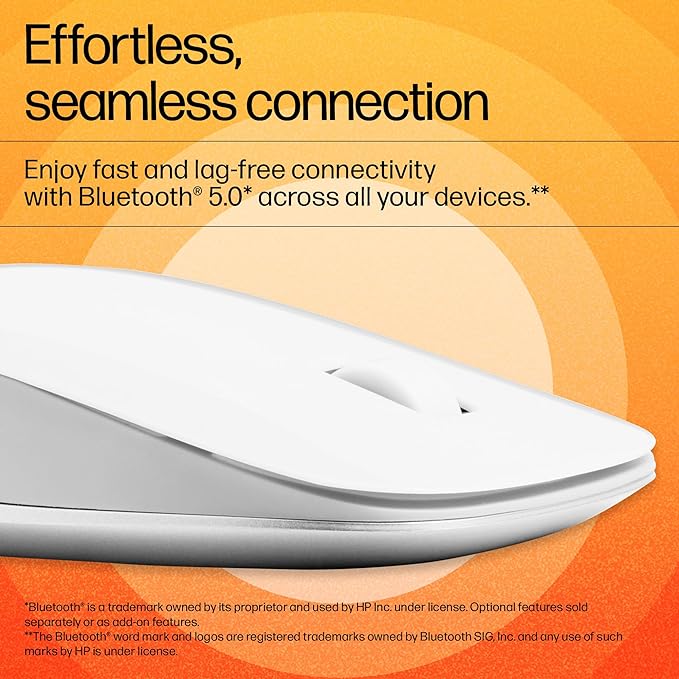 Effortless,
seamless connection
Enjoy fast and lag-free connectivity
with Bluetooth® 5.0* across all your devices.**
*Bluetooth® is a trademark owned by its proprietor and used by HP Inc. under license. Optional features sold
separately or as add-on features.
**The Bluetooth® word mark and logos are registered trademarks owned by Bluetooth SIG, Inc. and any use of such
marks by HP is under license.